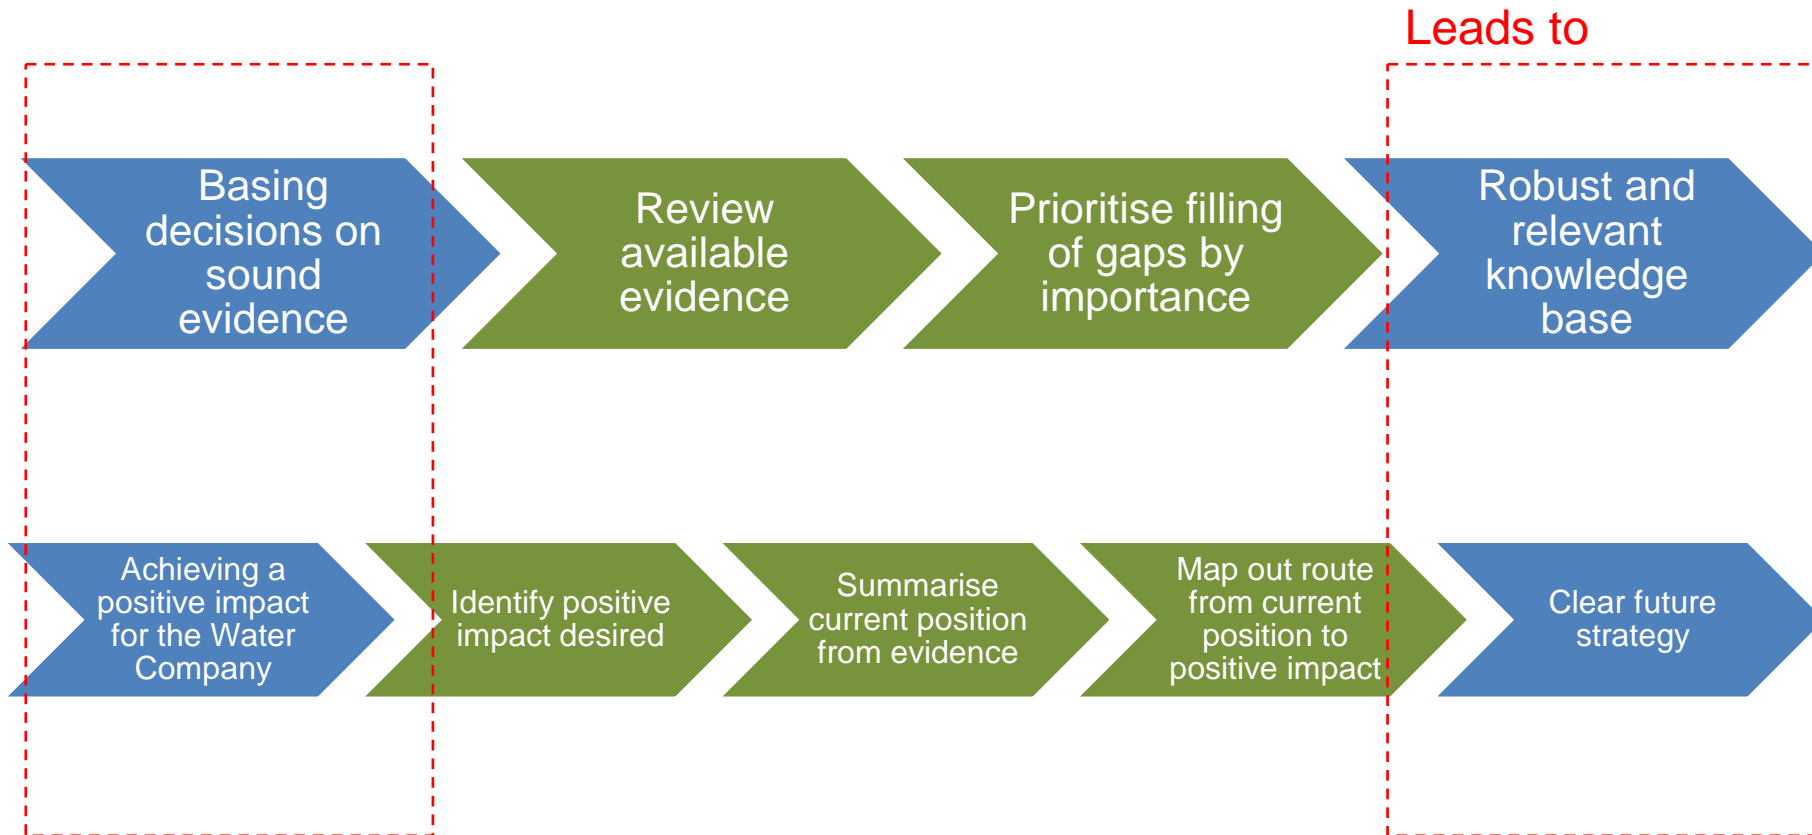 Leads to
Basing
decisions on
sound
evidence
Review
available
evidence
Prioritise filling
of gaps by
importance
Robust and
relevant
knowledge
base
Achieving a
positive impact
for the Water
Company
Identify positive
impact desired
Summarise
current position
from evidence
Map out route
from current
position to
positive impact
Clear future
strategy